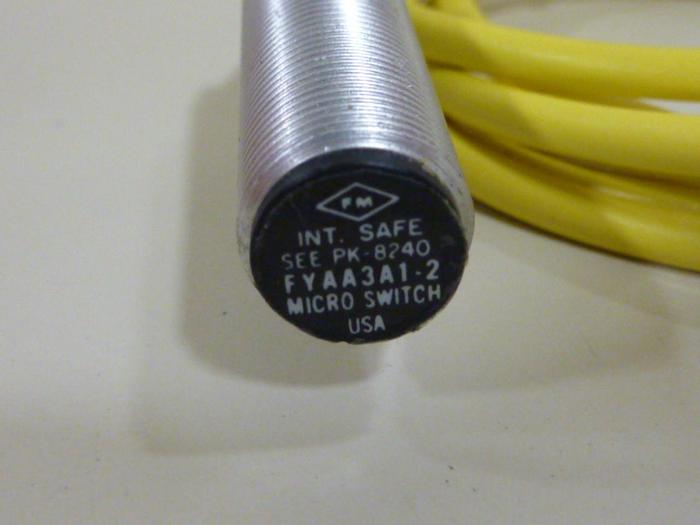 FM
INT. SAFE
SEE PK-8240
FYAA3A1-2
MICRO SWITCH
USA